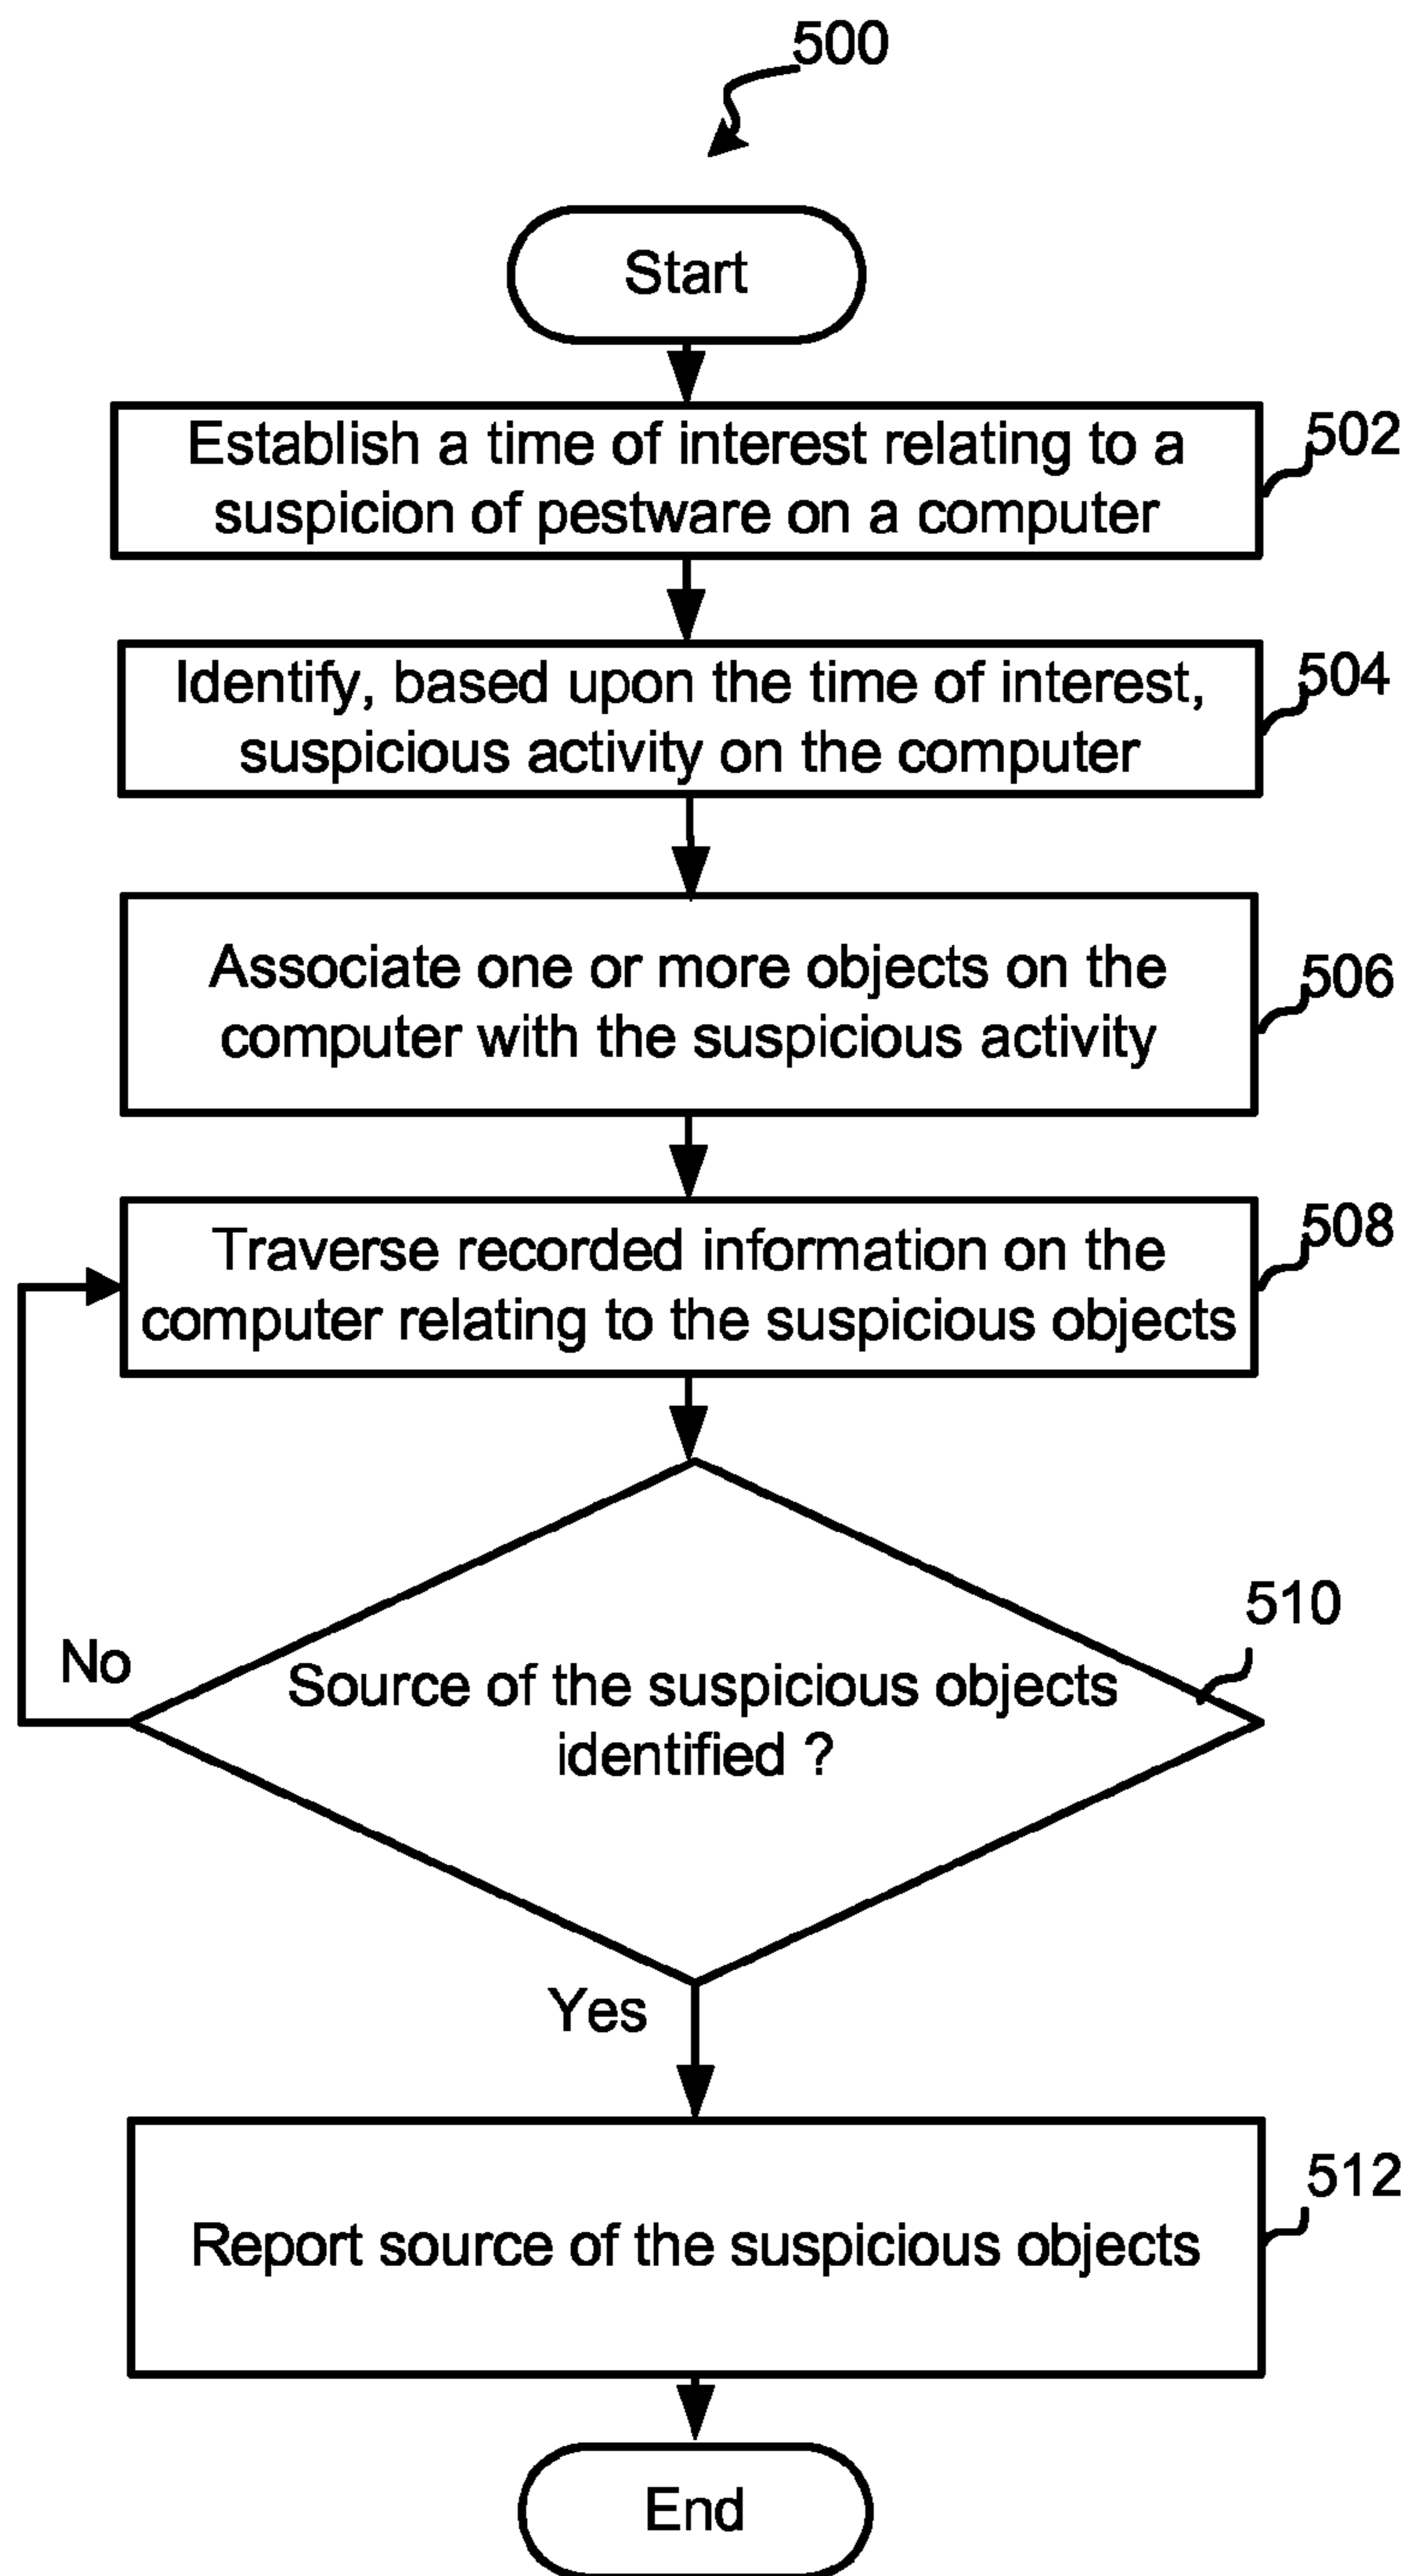 500
Start
Establish a time of interest relating to a
suspicion of pestware on a computer
502
Identify, based upon the time of interest,
suspicious activity on the computer
504
Associate one or more objects on the
computer with the suspicious activity
506
Traverse recorded information on the
computer relating to the suspicious objects
508
510
No
Source of the suspicious objects
identified ?
Yes
512
Report source of the suspicious objects
End